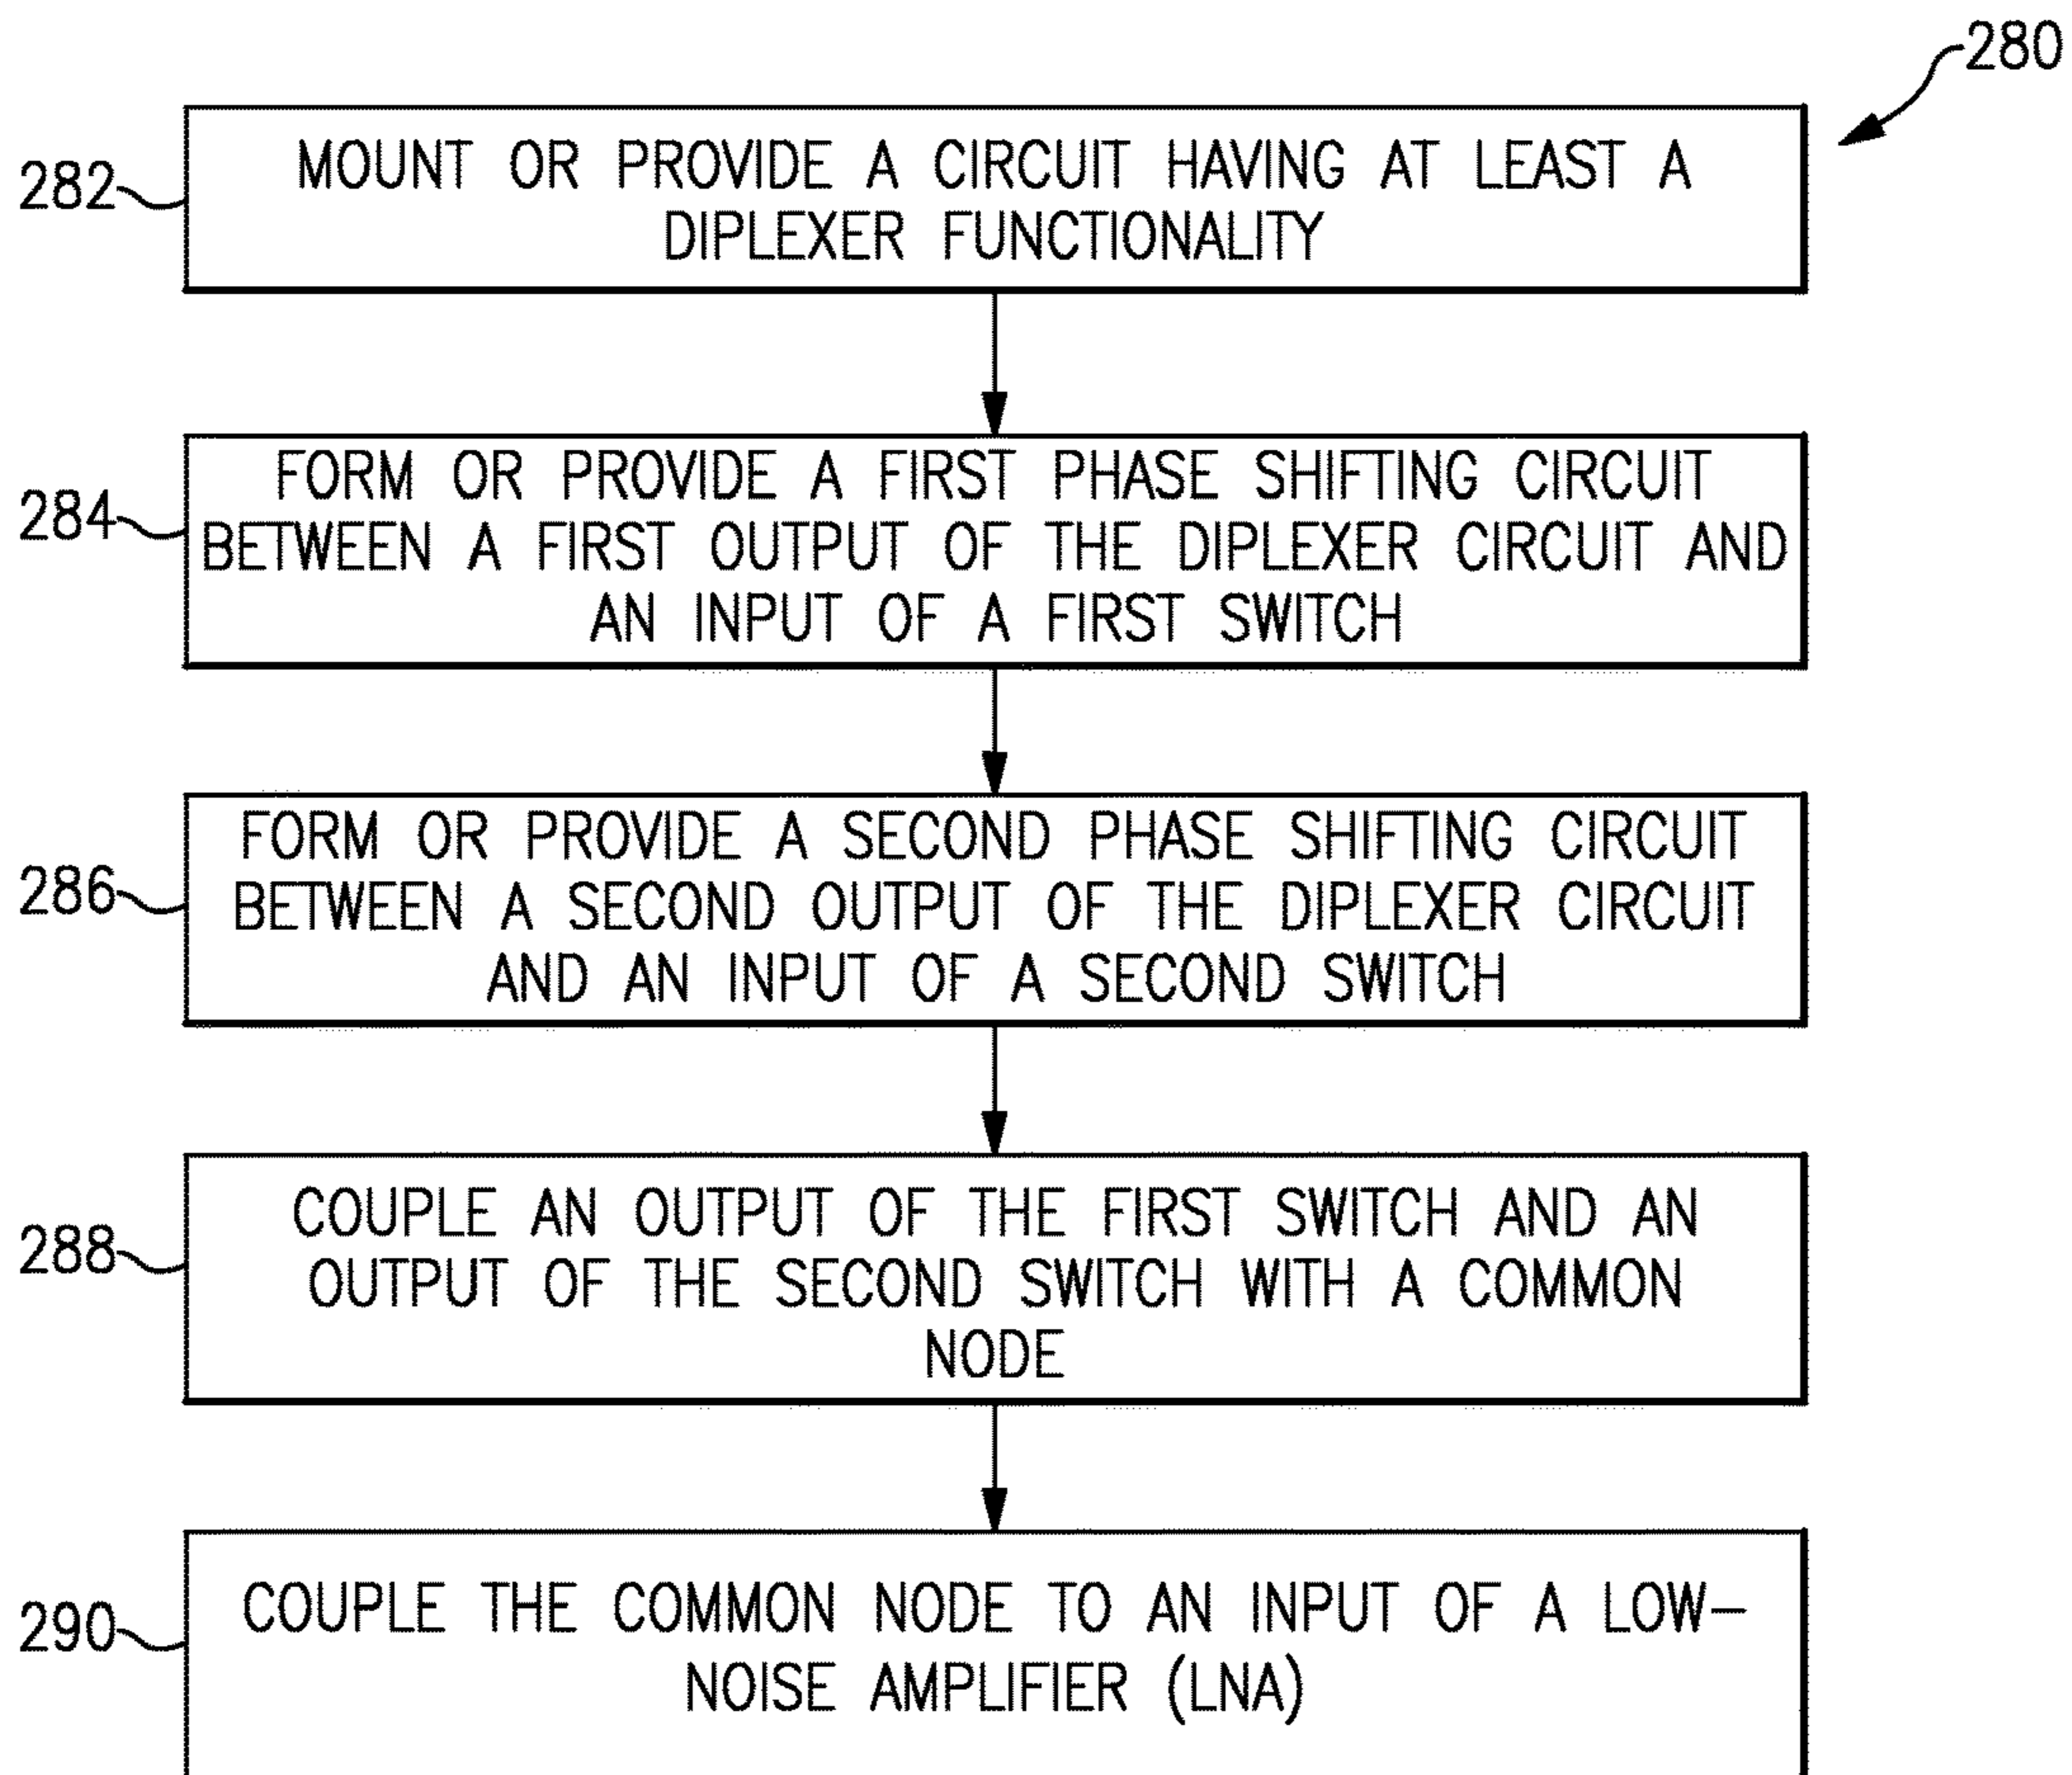 280
282
MOUNT OR PROVIDE A CIRCUIT HAVING AT LEAST A
DIPLEXER FUNCTIONALITY
284
FORM OR PROVIDE A FIRST PHASE SHIFTING CIRCUIT
BETWEEN A FIRST OUTPUT OF THE DIPLEXER CIRCUIT AND
AN INPUT OF A FIRST SWITCH
286
FORM OR PROVIDE A SECOND PHASE SHIFTING CIRCUIT
BETWEEN A SECOND OUTPUT OF THE DIPLEXER CIRCUIT
AND AN INPUT OF A SECOND SWITCH
288
COUPLE AN OUTPUT OF THE FIRST SWITCH AND AN
OUTPUT OF THE SECOND SWITCH WITH A COMMON
NODE
290
COUPLE THE COMMON NODE TO AN INPUT OF A LOW–
NOISE AMPLIFIER (LNA)